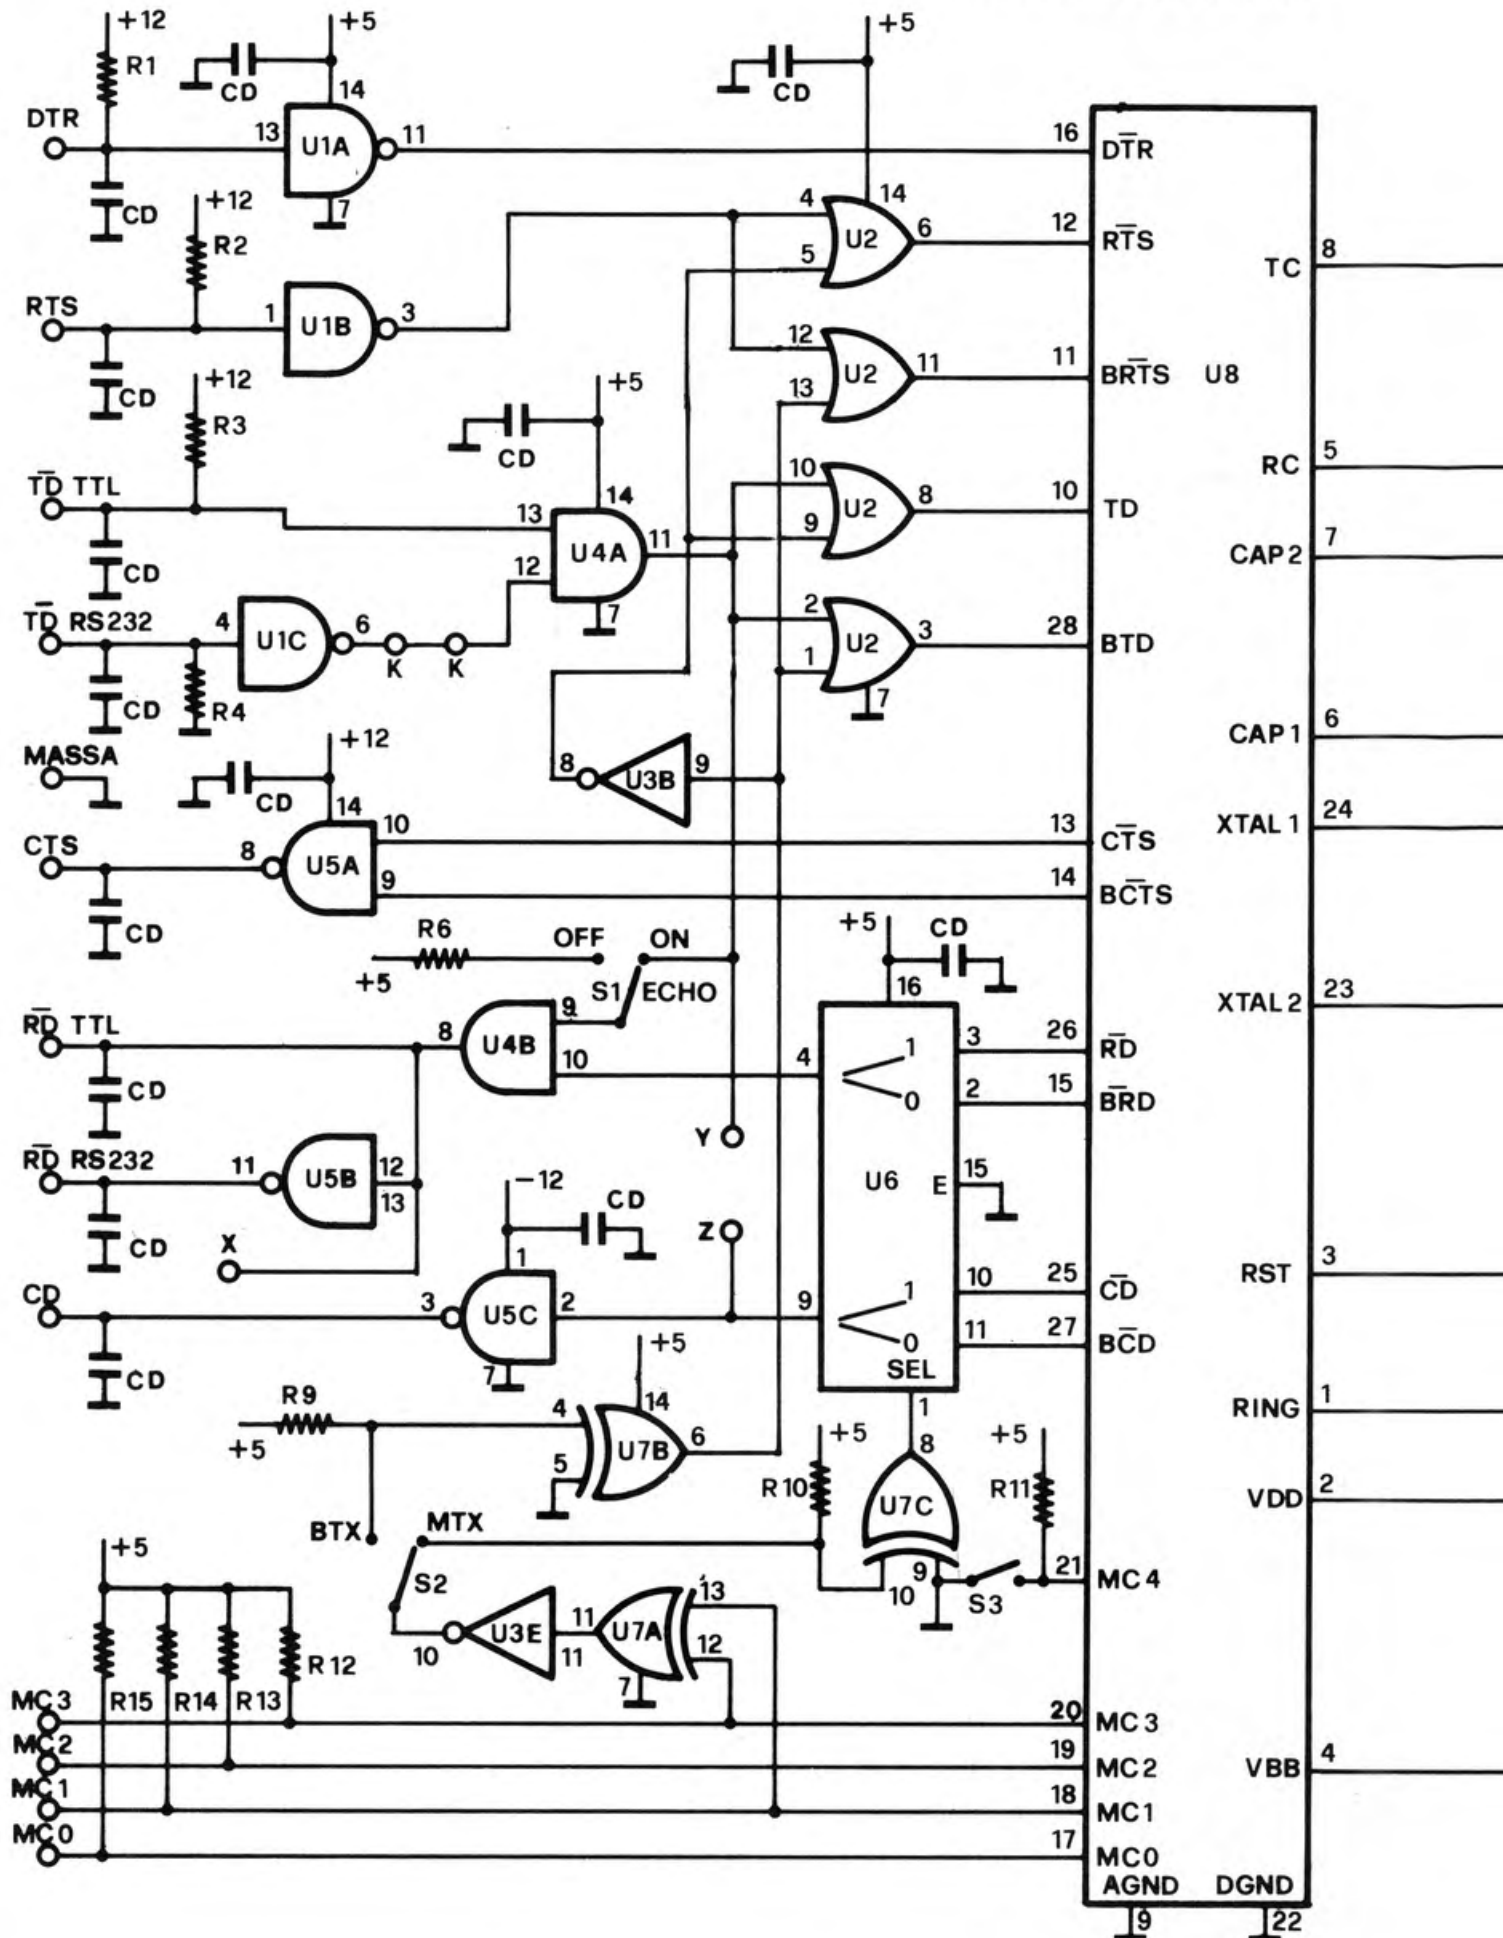 +12
+5
+5
R1
CD
CD
14
DTR
13
U1A
11
16
D̅T̅R̅
CD
+12
7
4
14
R2
U2
6
12
RTS
5
TC
8
RTS
1
U1B
3
12
U2
11
11
BRTS
U8
13
+12
CD
+5
R3
CD
RC
5
TD TTL
10
U2
8
10
TD
9
14
13
U4A
11
12
CAP2
7
CD
7
TD RS232
4
U1C
6
K
K
2
U2
3
28
BTD
1
7
CD
R4
CAP1
6
MASSA
+12
8
U3B
9
CD
14
XTAL 1
24
CTS
8
U5A
10
9
13
CTS
14
BCTS
CD
R6
+5
OFF
ON
S1
ECHO
+5
CD
16
XTAL2
23
RD TTL
8
U4B
9
10
4
1
0
3
26
RD
2
15
BRD
CD
Y
RD RS232
11
U5B
12
13
U6
E
15
-12
CD
Z
CD
X
1
RST
3
CD
3
U5C
2
9
1
0
10
25
CD
11
27
BCD
SEL
7
CD
+5
R9
+5
4
14
U7B
6
5
1
RING
1
+5
8
+5
R10
U7C
R11
VDD
2
BTX
MTX
S2
10
9
S3
21
MC4
+5
10
U3E
11
11
U7A
13
12
7
R15
R14
R13
R12
MC3
20
MC3
MC2
19
MC2
VBB
4
MC1
18
MC1
MC0
17
MC0
AGND
DGND
9
22